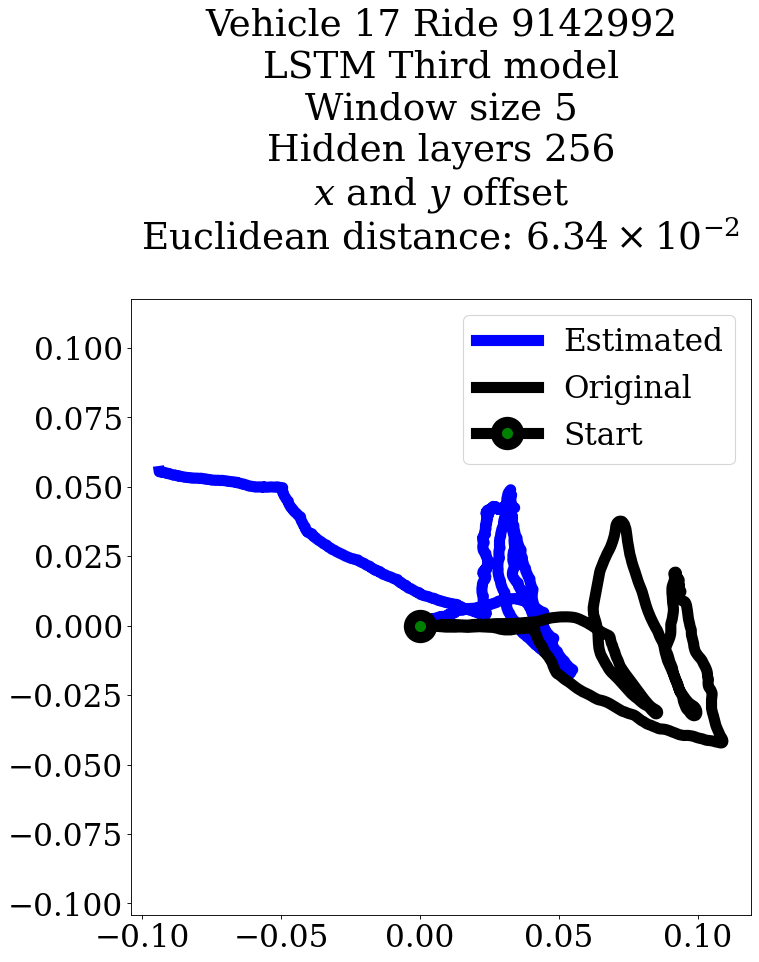 Vehicle 17 Ride 9142992
LSTM Third model
Window size 5
Hidden layers 256
x and y offset
Euclidean distance: 6.34 × 10⁻²
Estimated
Original
Start
0.100
0.075
0.050
0.025
0.000
−0.025
−0.050
−0.075
−0.100
−0.10 −0.05 0.00 0.05 0.10